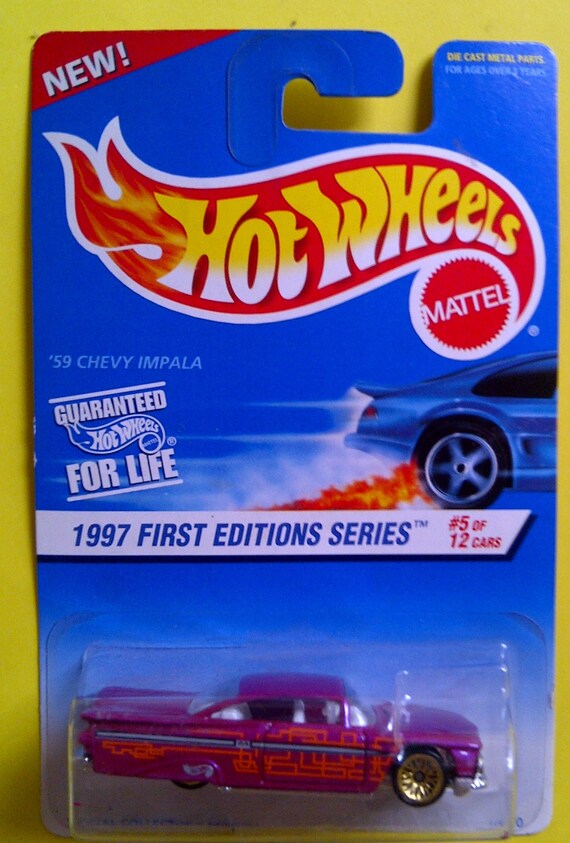 NEW!
DIE CAST METAL PARTS.
FOR AGES OVER 3 YEARS
HOT WHEELS
MATTEL
®
'59 CHEVY IMPALA
GUARANTEED
Hot Wheels ®
FOR LIFE
1997 FIRST EDITIONS SERIES™
#5 OF
12 CARS